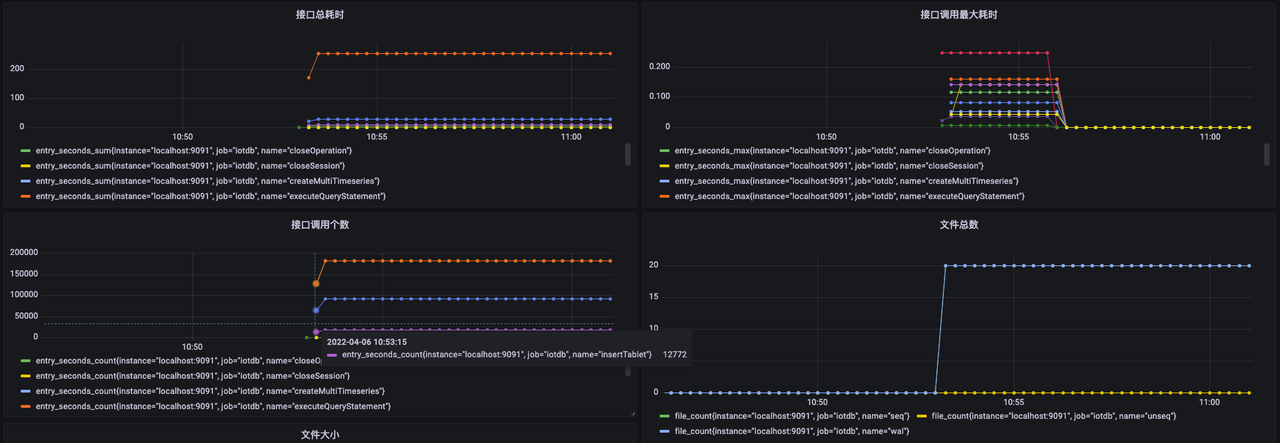 接口总耗时
200
100
0
10:50
10:55
11:00
entry_seconds_sum{instance="localhost:9091", job="iotdb", name="closeOperation"}
entry_seconds_sum{instance="localhost:9091", job="iotdb", name="closeSession"}
entry_seconds_sum{instance="localhost:9091", job="iotdb", name="createMultiTimeseries"}
entry_seconds_sum{instance="localhost:9091", job="iotdb", name="executeQueryStatement"}
接口调用最大耗时
0.200
0.100
0
10:50
10:55
11:00
entry_seconds_max{instance="localhost:9091", job="iotdb", name="closeOperation"}
entry_seconds_max{instance="localhost:9091", job="iotdb", name="closeSession"}
entry_seconds_max{instance="localhost:9091", job="iotdb", name="createMultiTimeseries"}
entry_seconds_max{instance="localhost:9091", job="iotdb", name="executeQueryStatement"}
接口调用个数
200000
150000
100000
50000
0
10:50
2022-04-06 10:53:15
entry_seconds_count{instance="localhost:9091", job="iotdb", name="insertTablet"} 12772
entry_seconds_count{instance="localhost:9091", job="iotdb", name="closeO
entry_seconds_count{instance="localhost:9091", job="iotdb", name="closeSession"}
entry_seconds_count{instance="localhost:9091", job="iotdb", name="createMultiTimeseries"}
entry_seconds_count{instance="localhost:9091", job="iotdb", name="executeQueryStatement"}
文件总数
20
15
10
0
10:50
10:55
11:00
file_count{instance="localhost:9091", job="iotdb", name="seq"} file_count{instance="localhost:9091", job="iotdb", name="unseq"}
file_count{instance="localhost:9091", job="iotdb", name="wal"}
文件大小